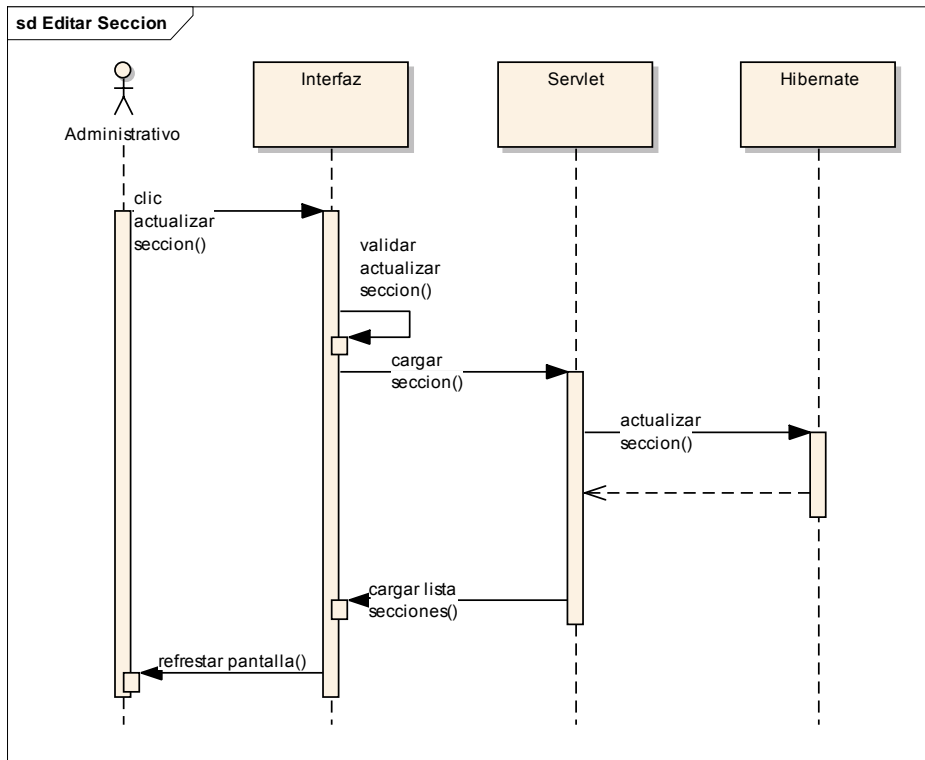 sd Editar Seccion
Administrativo
Interfaz
Servlet
Hibernate
clic
actualizar
seccion()
validar
actualizar
seccion()
cargar
seccion()
actualizar
seccion()
cargar lista
secciones()
refrestar pantalla()